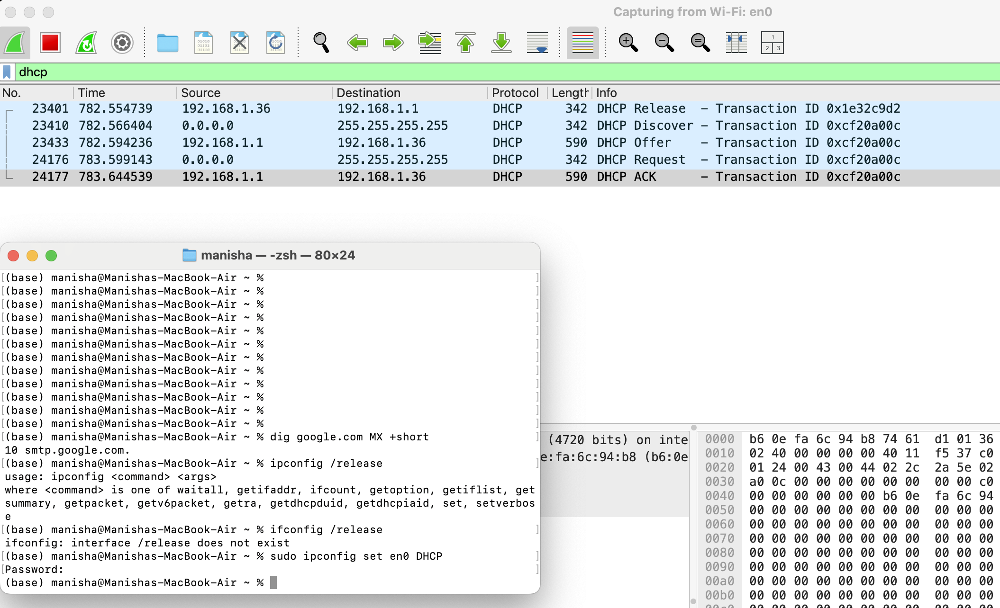 Capturing from Wi-Fi: en0
dhcp
No. Time Source Destination Protocol Length Info
23401 782.554739 192.168.1.36 192.168.1.1 DHCP 342 DHCP Release – Transaction ID 0x1e32c9d2
23410 782.566404 0.0.0.0 255.255.255.255 DHCP 342 DHCP Discover – Transaction ID 0xcf20a00c
23433 782.594236 192.168.1.1 192.168.1.36 DHCP 590 DHCP Offer – Transaction ID 0xcf20a00c
24176 783.599143 0.0.0.0 255.255.255.255 DHCP 342 DHCP Request – Transaction ID 0xcf20a00c
24177 783.644539 192.168.1.1 192.168.1.36 DHCP 590 DHCP ACK – Transaction ID 0xcf20a00c
manisha — -zsh — 80×24
[(base) manisha@Manishas-MacBook-Air ~ % ]
[(base) manisha@Manishas-MacBook-Air ~ % ]
[(base) manisha@Manishas-MacBook-Air ~ % ]
[(base) manisha@Manishas-MacBook-Air ~ % ]
[(base) manisha@Manishas-MacBook-Air ~ % ]
[(base) manisha@Manishas-MacBook-Air ~ % ]
[(base) manisha@Manishas-MacBook-Air ~ % ]
[(base) manisha@Manishas-MacBook-Air ~ % ]
[(base) manisha@Manishas-MacBook-Air ~ % ]
[(base) manisha@Manishas-MacBook-Air ~ % ]
[(base) manisha@Manishas-MacBook-Air ~ % ]
[(base) manisha@Manishas-MacBook-Air ~ % ]
[(base) manisha@Manishas-MacBook-Air ~ % dig google.com MX +short ]
10 smtp.google.com.
[(base) manisha@Manishas-MacBook-Air ~ % ipconfig /release ]
usage: ipconfig <command> <args>
where <command> is one of waitall, getifaddr, ifcount, getoption, getiflist, get
summary, getpacket, getv6packet, getra, getdhcpduid, getdhcpiaid, set, setverbos
e
[(base) manisha@Manishas-MacBook-Air ~ % ifconfig /release ]
ifconfig: interface /release does not exist
[(base) manisha@Manishas-MacBook-Air ~ % sudo ipconfig set en0 DHCP ]
[Password: ]
(base) manisha@Manishas-MacBook-Air ~ %
(4720 bits) on inte
e:fa:6c:94:b8 (b6:0e
0000 b6 0e fa 6c 94 b8 74 61 d1 01 36
0010 02 40 00 00 00 00 40 11 f5 37 c0
0020 01 24 00 43 00 44 02 2c 2a 5e 02
0030 a0 0c 00 00 00 00 00 00 00 00 c0
0040 00 00 00 00 00 00 b6 0e fa 6c 94
0050 00 00 00 00 00 00 00 00 00 00 00
0060 00 00 00 00 00 00 00 00 00 00 00
0070 00 00 00 00 00 00 00 00 00 00 00
0080 00 00 00 00 00 00 00 00 00 00 00
0090 00 00 00 00 00 00 00 00 00 00 00
00a0 00 00 00 00 00 00 00 00 00 00 00
00b0 00 00 00 00 00 00 00 00 00 00 00